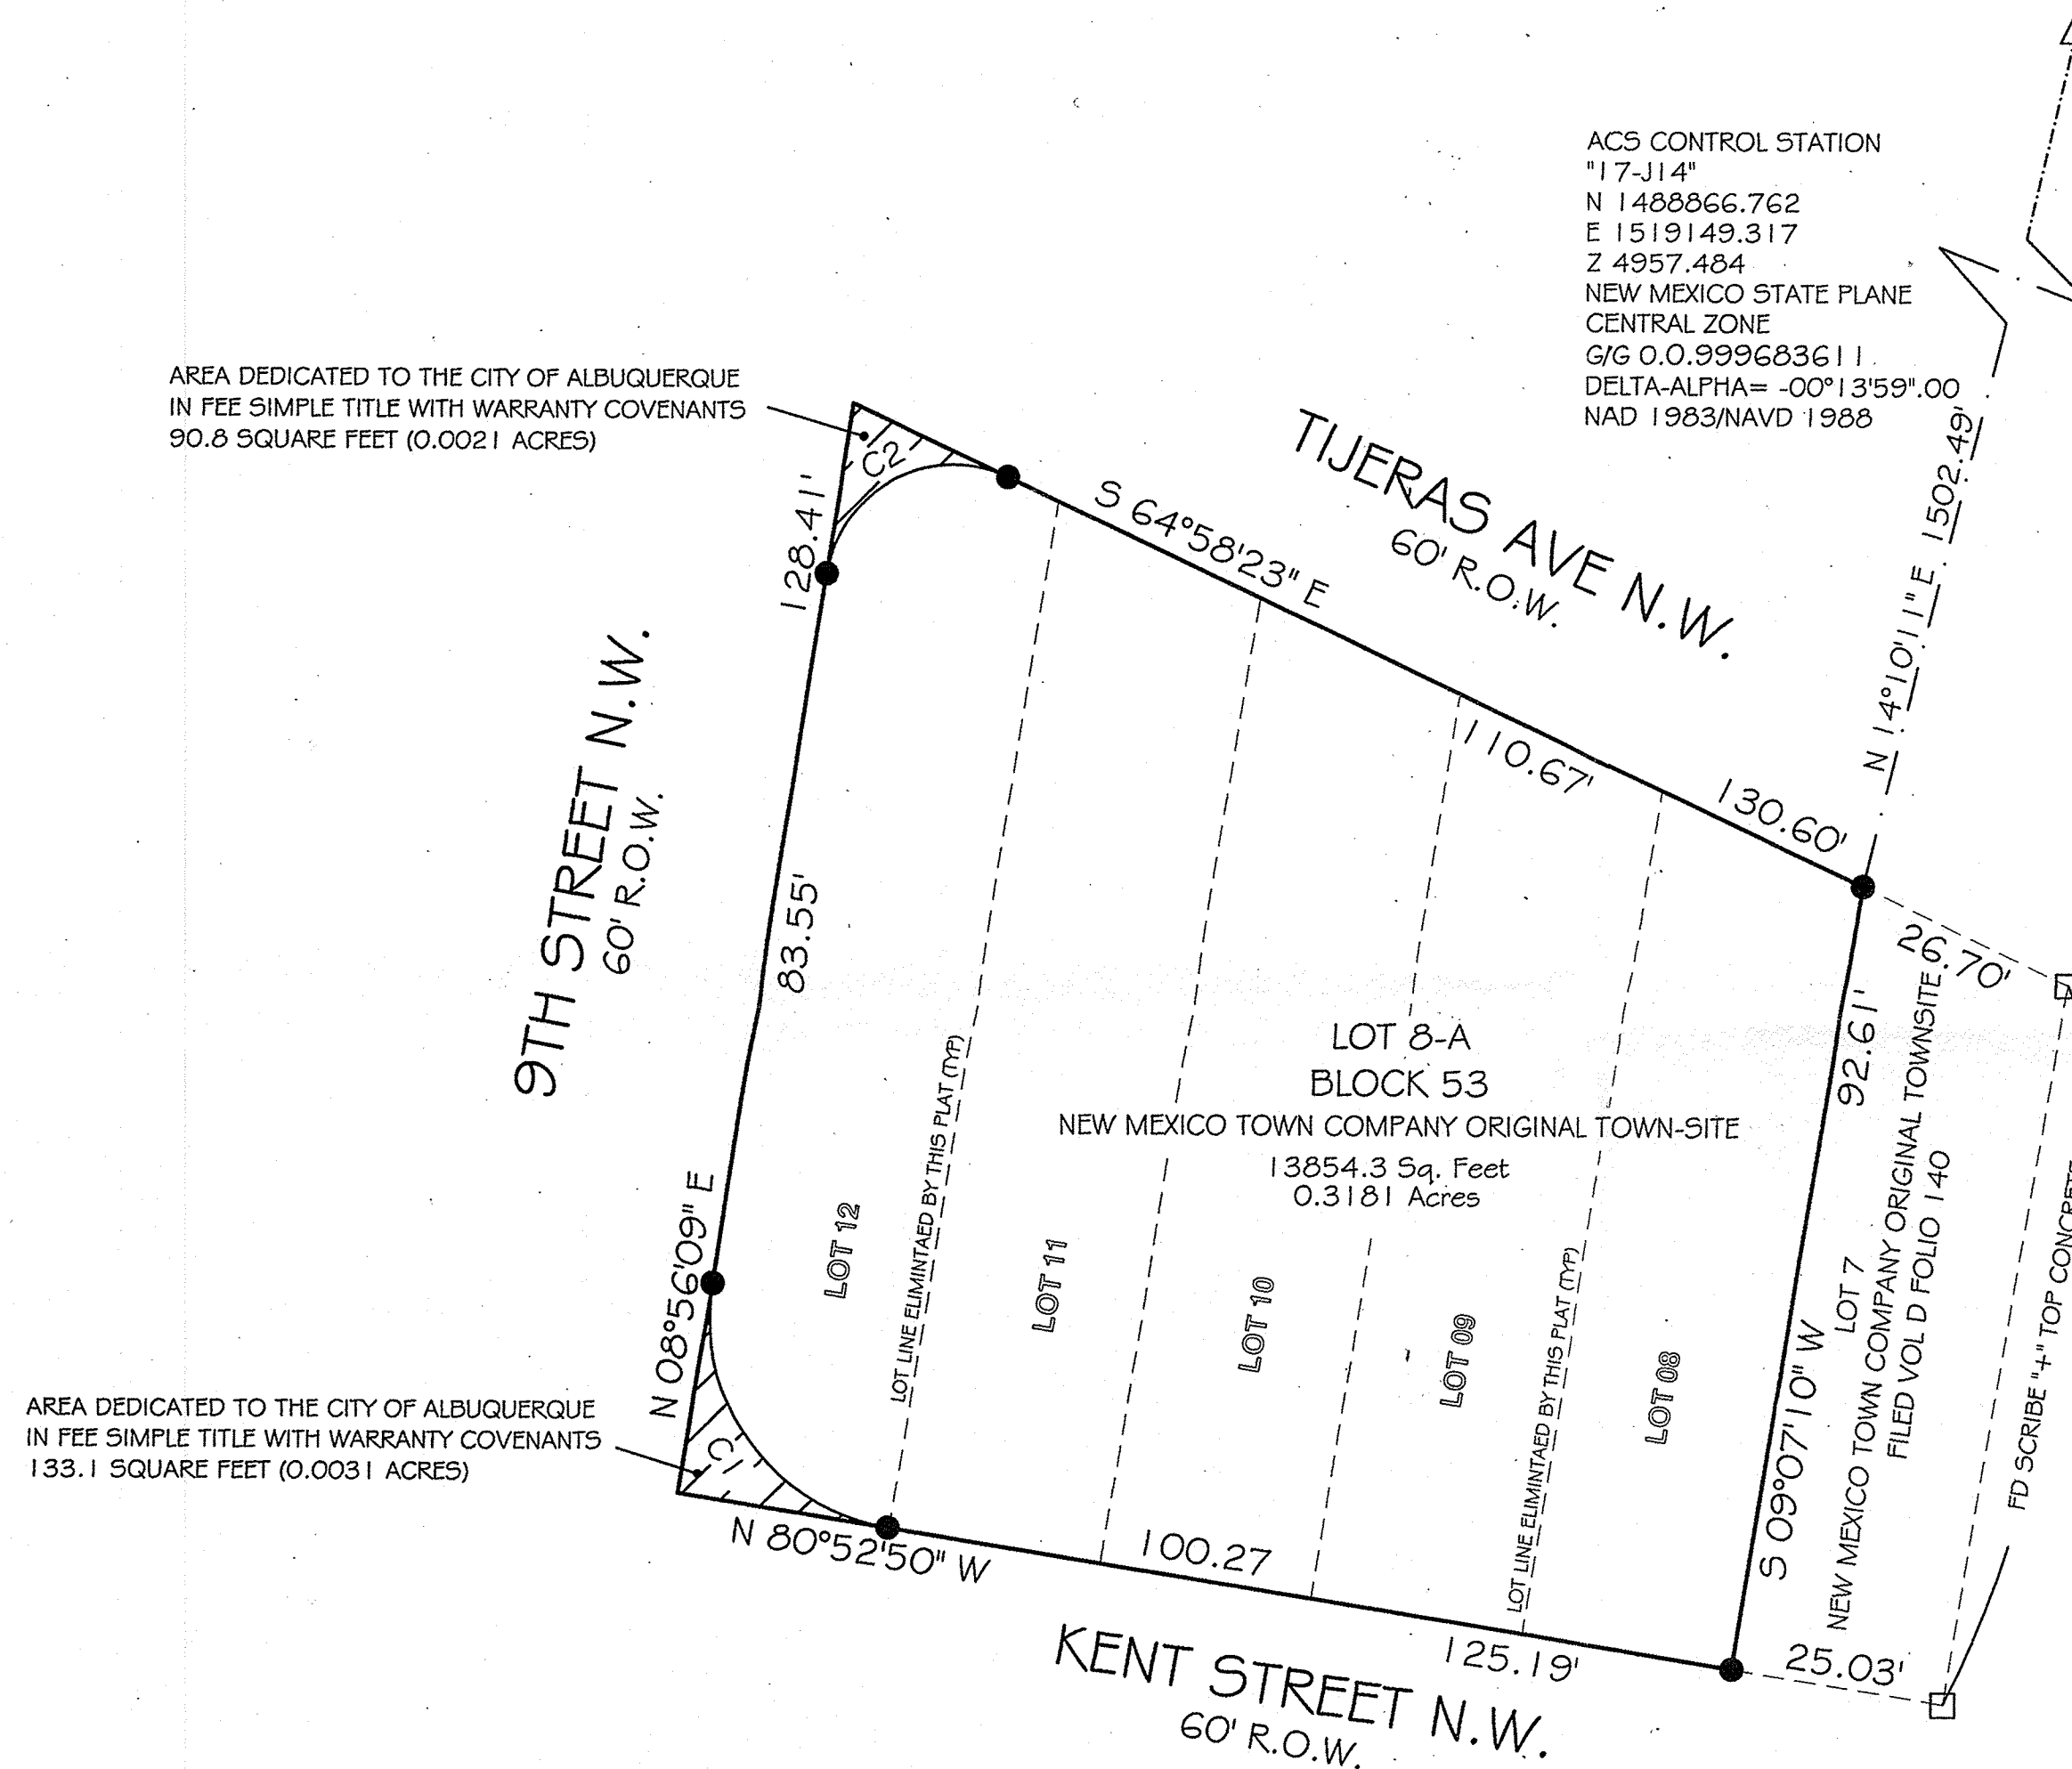 ACS CONTROL STATION
"17-J14"
N 1488866.762
E 1519149.317
Z 4957.484
NEW MEXICO STATE PLANE
CENTRAL ZONE
G/G 0.0.999683611
DELTA-ALPHA= -00°13'59".00
NAD 1983/NAVD 1988
AREA DEDICATED TO THE CITY OF ALBUQUERQUE
IN FEE SIMPLE TITLE WITH WARRANTY COVENANTS
90.8 SQUARE FEET (0.0021 ACRES)
C2
128.41'
S 64°58'23" E
TIJERAS AVE N.W.
60' R.O.W.
N 14°10'11" E 1502.49'
110.67'
130.60'
26.70'
9TH STREET N.W.
60' R.O.W.
83.55'
N 08°56'09" E
LOT 8-A
BLOCK 53
NEW MEXICO TOWN COMPANY ORIGINAL TOWN-SITE
13854.3 Sq. Feet
0.3181 Acres
LOT 12
LOT LINE ELIMINTAED BY THIS PLAT (TYP)
LOT 11
LOT 10
LOT 09
LOT LINE ELIMINTAED BY THIS PLAT (TYP)
LOT 08
92.61'
S 09°07'10" W
LOT 7
NEW MEXICO TOWN COMPANY ORIGINAL TOWNSITE
FILED VOL D FOLIO 140
FD SCRIBE "+" TOP CONCRETE
AREA DEDICATED TO THE CITY OF ALBUQUERQUE
IN FEE SIMPLE TITLE WITH WARRANTY COVENANTS
133.1 SQUARE FEET (0.0031 ACRES)
C1
N 80°52'50" W
100.27
125.19'
25.03'
KENT STREET N.W.
60' R.O.W.